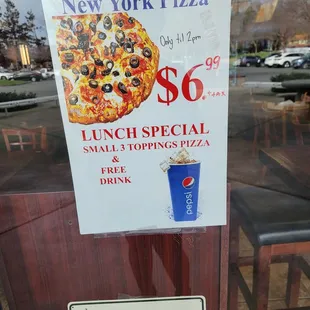 New York Pizza
Only til 2pm
$6.99
+ tax
LUNCH SPECIAL
SMALL 3 TOPPINGS PIZZA
&
FREE
DRINK
pepsi